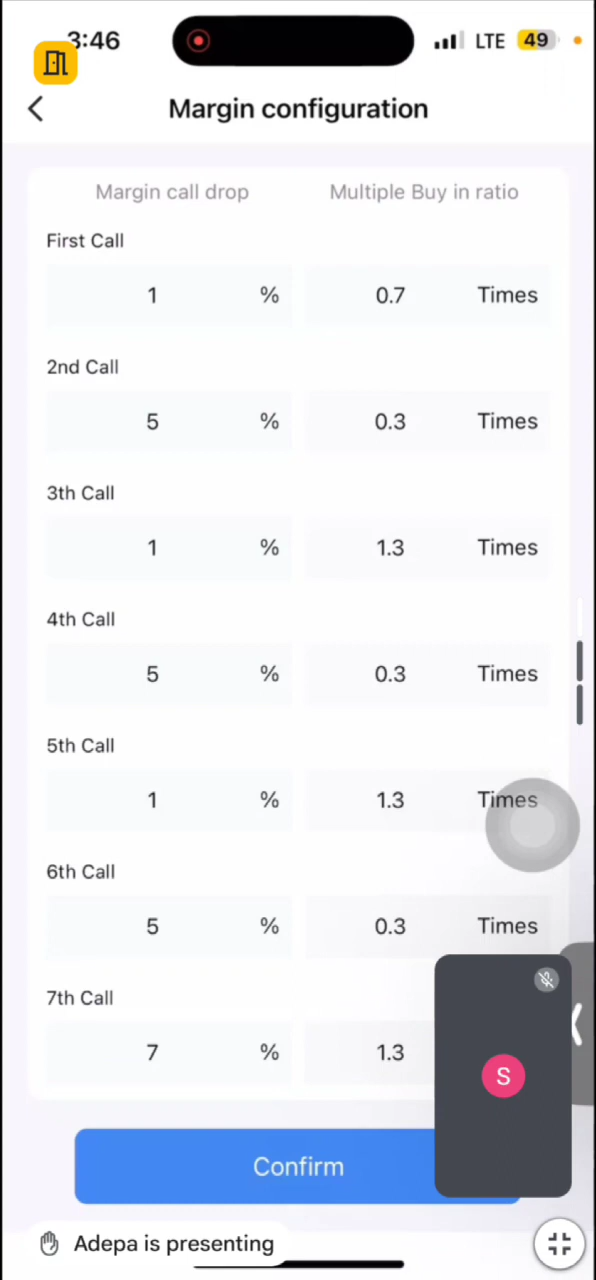 3:46
LTE 49
Margin configuration
Margin call drop Multiple Buy in ratio
First Call
1 % 0.7 Times
2nd Call
5 % 0.3 Times
3th Call
1 % 1.3 Times
4th Call
5 % 0.3 Times
5th Call
1 % 1.3 Times
6th Call
5 % 0.3 Times
7th Call
7 % 1.3
S
Confirm
Adepa is presenting